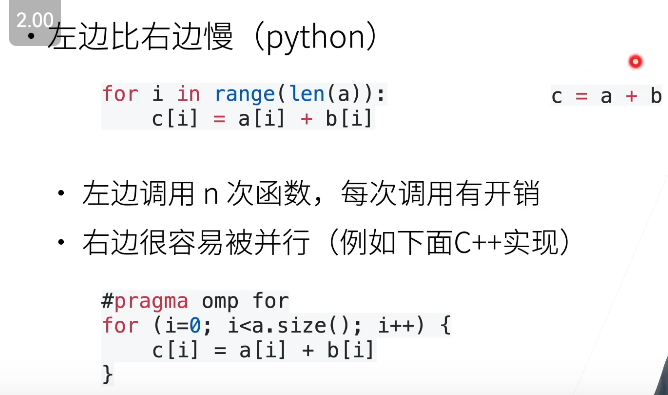 2.00
• 左边比右边慢（python）
for i in range(len(a)):
    c[i] = a[i] + b[i]
c = a + b
• 左边调用 n 次函数，每次调用有开销
• 右边很容易被并行（例如下面C++实现）
#pragma omp for
for (i=0; i<a.size(); i++) {
    c[i] = a[i] + b[i]
}